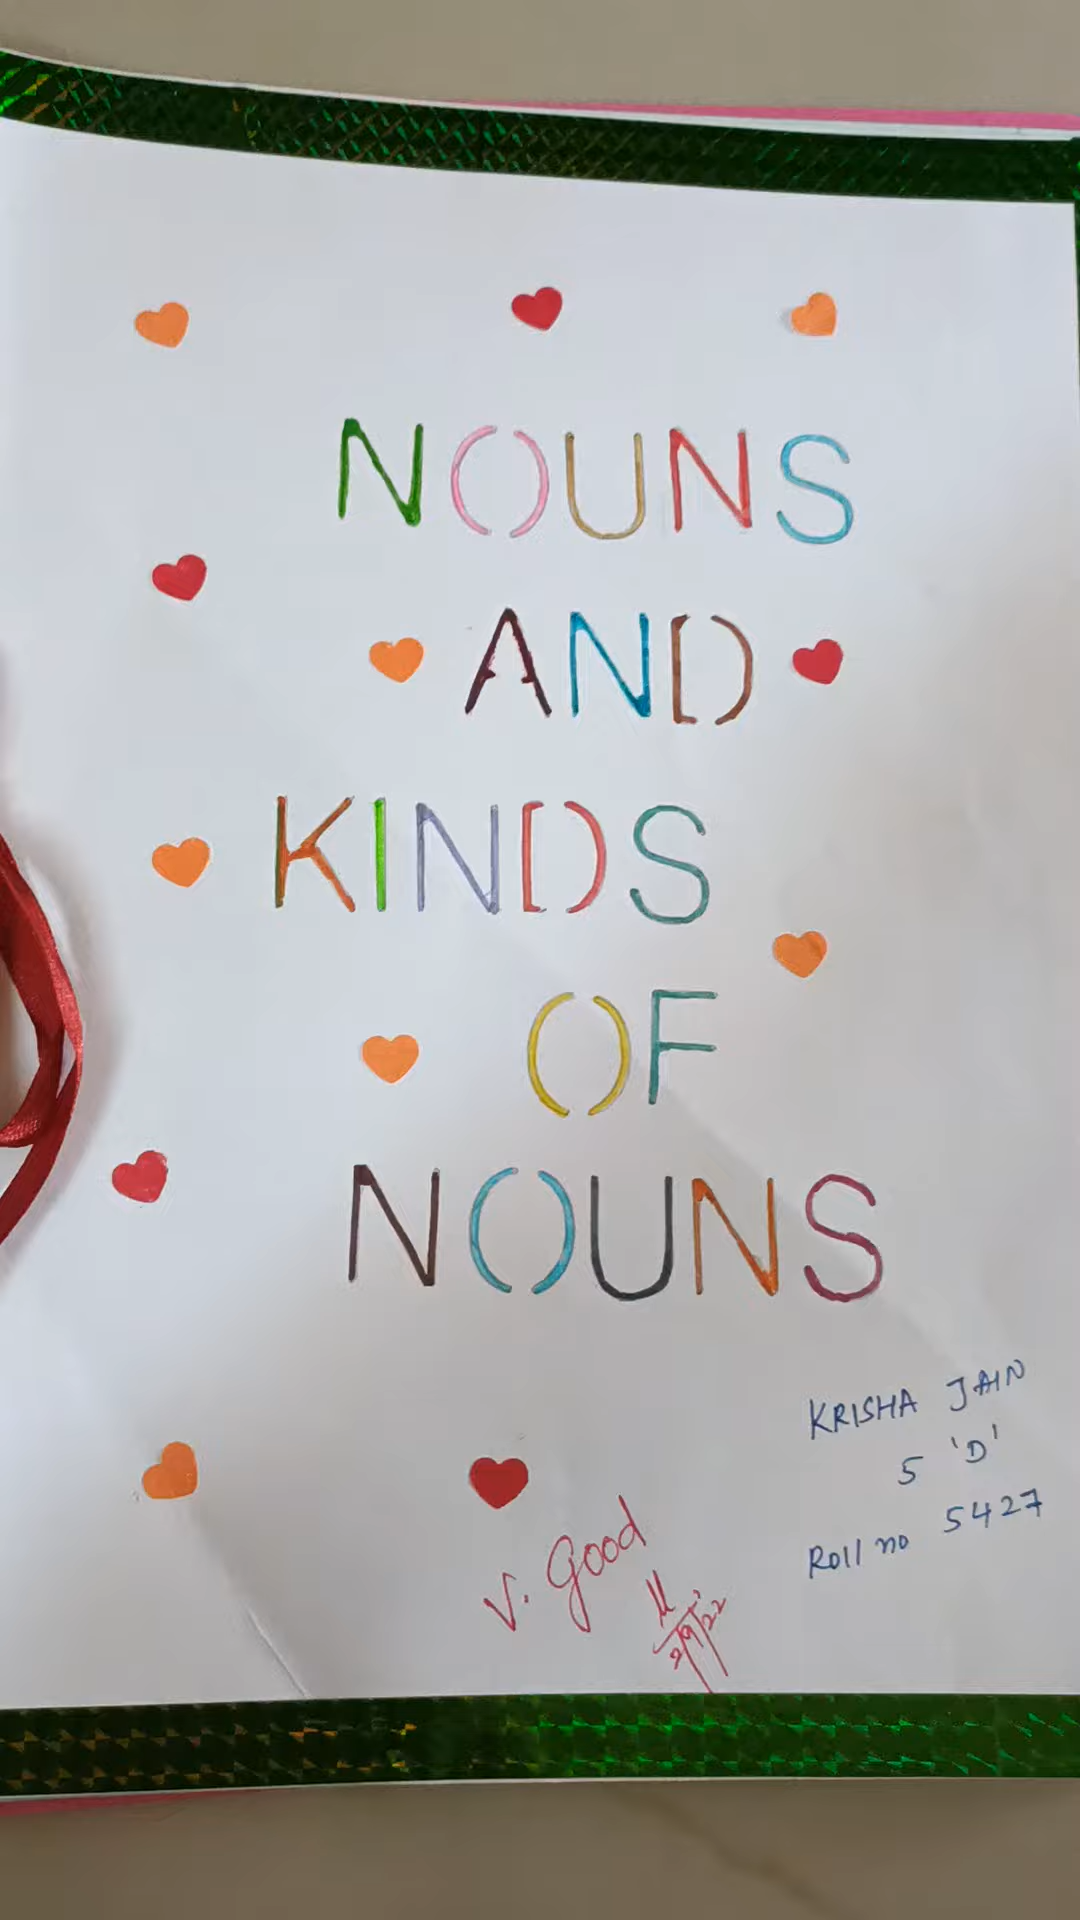 NOUNS
AND
KINDS
OF
NOUNS
KRISHA JAIN
5 'D'
Roll no 5427
V. Good